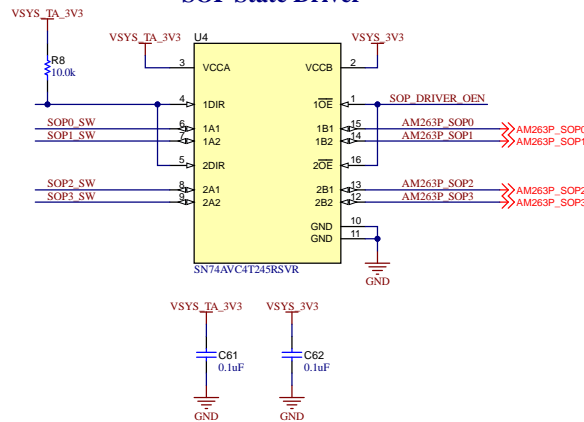 SOP State Driver
VSYS_TA_3V3
VSYS_TA_3V3
U4
VSYS_3V3
R8
10.0k
3
VCCA
VCCB
2
4
1DIR
1OE
1
SOP_DRIVER_OEN
SOP0_SW
6
1A1
1B1
15
AM263P_SOP0
AM263P_SOP0
SOP1_SW
7
1A2
1B2
14
AM263P_SOP1
AM263P_SOP1
5
2DIR
2OE
16
SOP2_SW
8
2A1
2B1
13
AM263P_SOP2
AM263P_SOP2
SOP3_SW
9
2A2
2B2
12
AM263P_SOP3
AM263P_SOP3
GND
10
GND
11
SN74AVC4T245RSVR
GND
VSYS_TA_3V3
VSYS_3V3
C61
0.1uF
C62
0.1uF
GND
GND